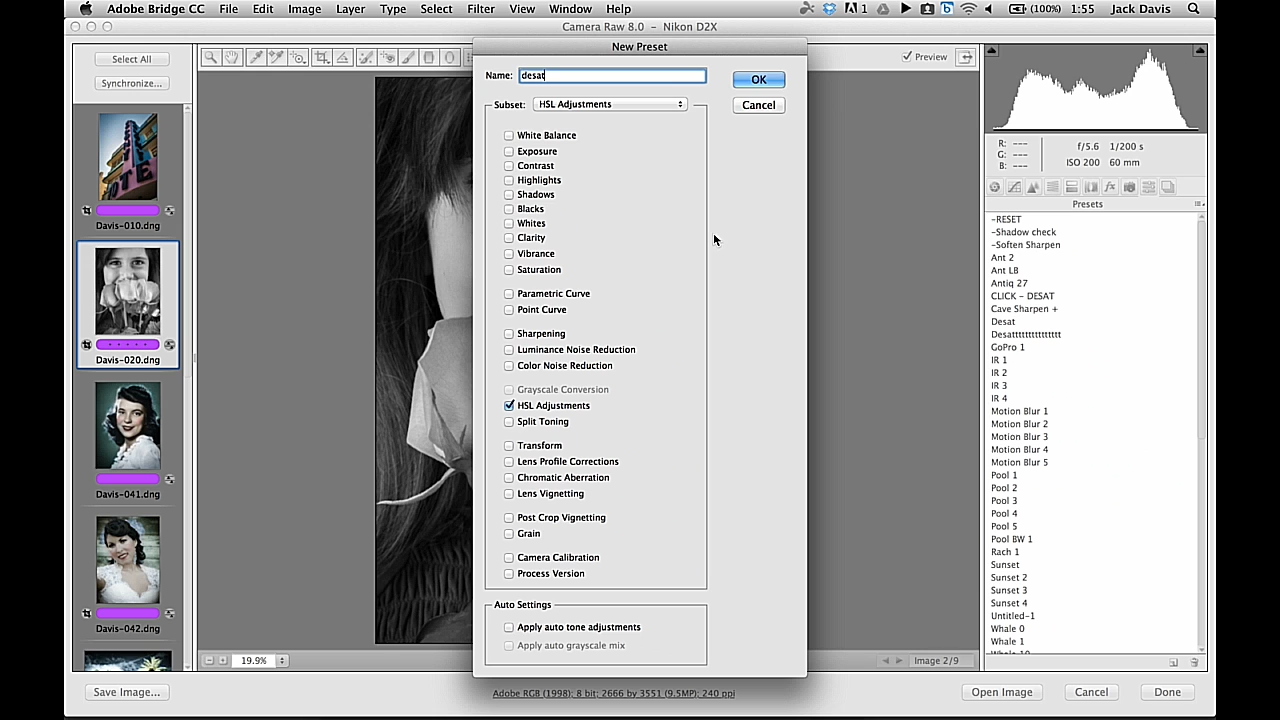 Adobe Bridge CC File Edit Image Layer Type Select Filter View Window Help 1 (100%) 1:55 Jack Davis
Camera Raw 8.0 - Nikon D2X
Select All
Synchronize...
Davis-010.dng
Davis-020.dng
Davis-041.dng
Davis-042.dng
New Preset
Name: desat
OK
Subset: HSL Adjustments
Cancel
White Balance
Exposure
Contrast
Highlights
Shadows
Blacks
Whites
Clarity
Vibrance
Saturation
Parametric Curve
Point Curve
Sharpening
Luminance Noise Reduction
Color Noise Reduction
Grayscale Conversion
HSL Adjustments
Split Toning
Transform
Lens Profile Corrections
Chromatic Aberration
Lens Vignetting
Post Crop Vignetting
Grain
Camera Calibration
Process Version
Auto Settings
Apply auto tone adjustments
Apply auto grayscale mix
Preview
R: ---
G: ---
B: ---
f/5.6 1/200 s
ISO 200 60 mm
Presets
-RESET
-Shadow check
-Soften Sharpen
Ant 2
Ant LB
Antiq 27
CLICK - DESAT
Cave Sharpen +
Desat
Desatttttttttttttttt
GoPro 1
IR 1
IR 2
IR 3
IR 4
Motion Blur 1
Motion Blur 2
Motion Blur 3
Motion Blur 4
Motion Blur 5
Pool 1
Pool 2
Pool 3
Pool 4
Pool 5
Pool BW 1
Rach 1
Sunset
Sunset 2
Sunset 3
Sunset 4
Untitled-1
Whale 0
Whale 1
19.9%
Image 2/9
Save Image...
Adobe RGB (1998); 8 bit; 2666 by 3551 (9.5MP); 240 ppi
Open Image
Cancel
Done